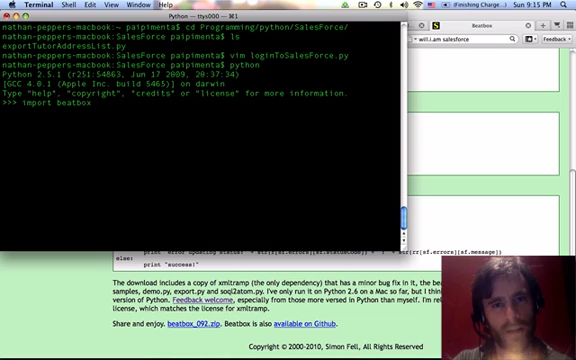 Terminal Shell Edit View Window Help
(Finishing Charge...) Sun 9:15 PM
Python — ttys000 — ⌘1
Beatbox
will.i.am salesforce
Feedback
nathan-peppers-macbook:~ paipimenta$ cd Programming/python/SalesForce/
nathan-peppers-macbook:SalesForce paipimenta$ ls
exportTutorAddressList.py
nathan-peppers-macbook:SalesForce paipimenta$ vim loginToSalesForce.py
nathan-peppers-macbook:SalesForce paipimenta$ python
Python 2.5.1 (r251:54863, Jun 17 2009, 20:37:34)
[GCC 4.0.1 (Apple Inc. build 5465)] on darwin
Type "help", "copyright", "credits" or "license" for more information.
>>> import beatbox
else:
print "success!"
The download includes a copy of xmltramp (the only dependency) that has a minor bug fix in it, the
samples, demo.py, export.py and soql2atom.py. I've only run it on Python 2.6 on a Mac so far, but I
version of Python. Feedback welcome, especially from those more versed in Python than myself. I'm
license, which matches the license for xmltramp.
Share and enjoy. beatbox_092.zip. Beatbox is also available on Github.
Copyright © 2000-2010, Simon Fell, All rights